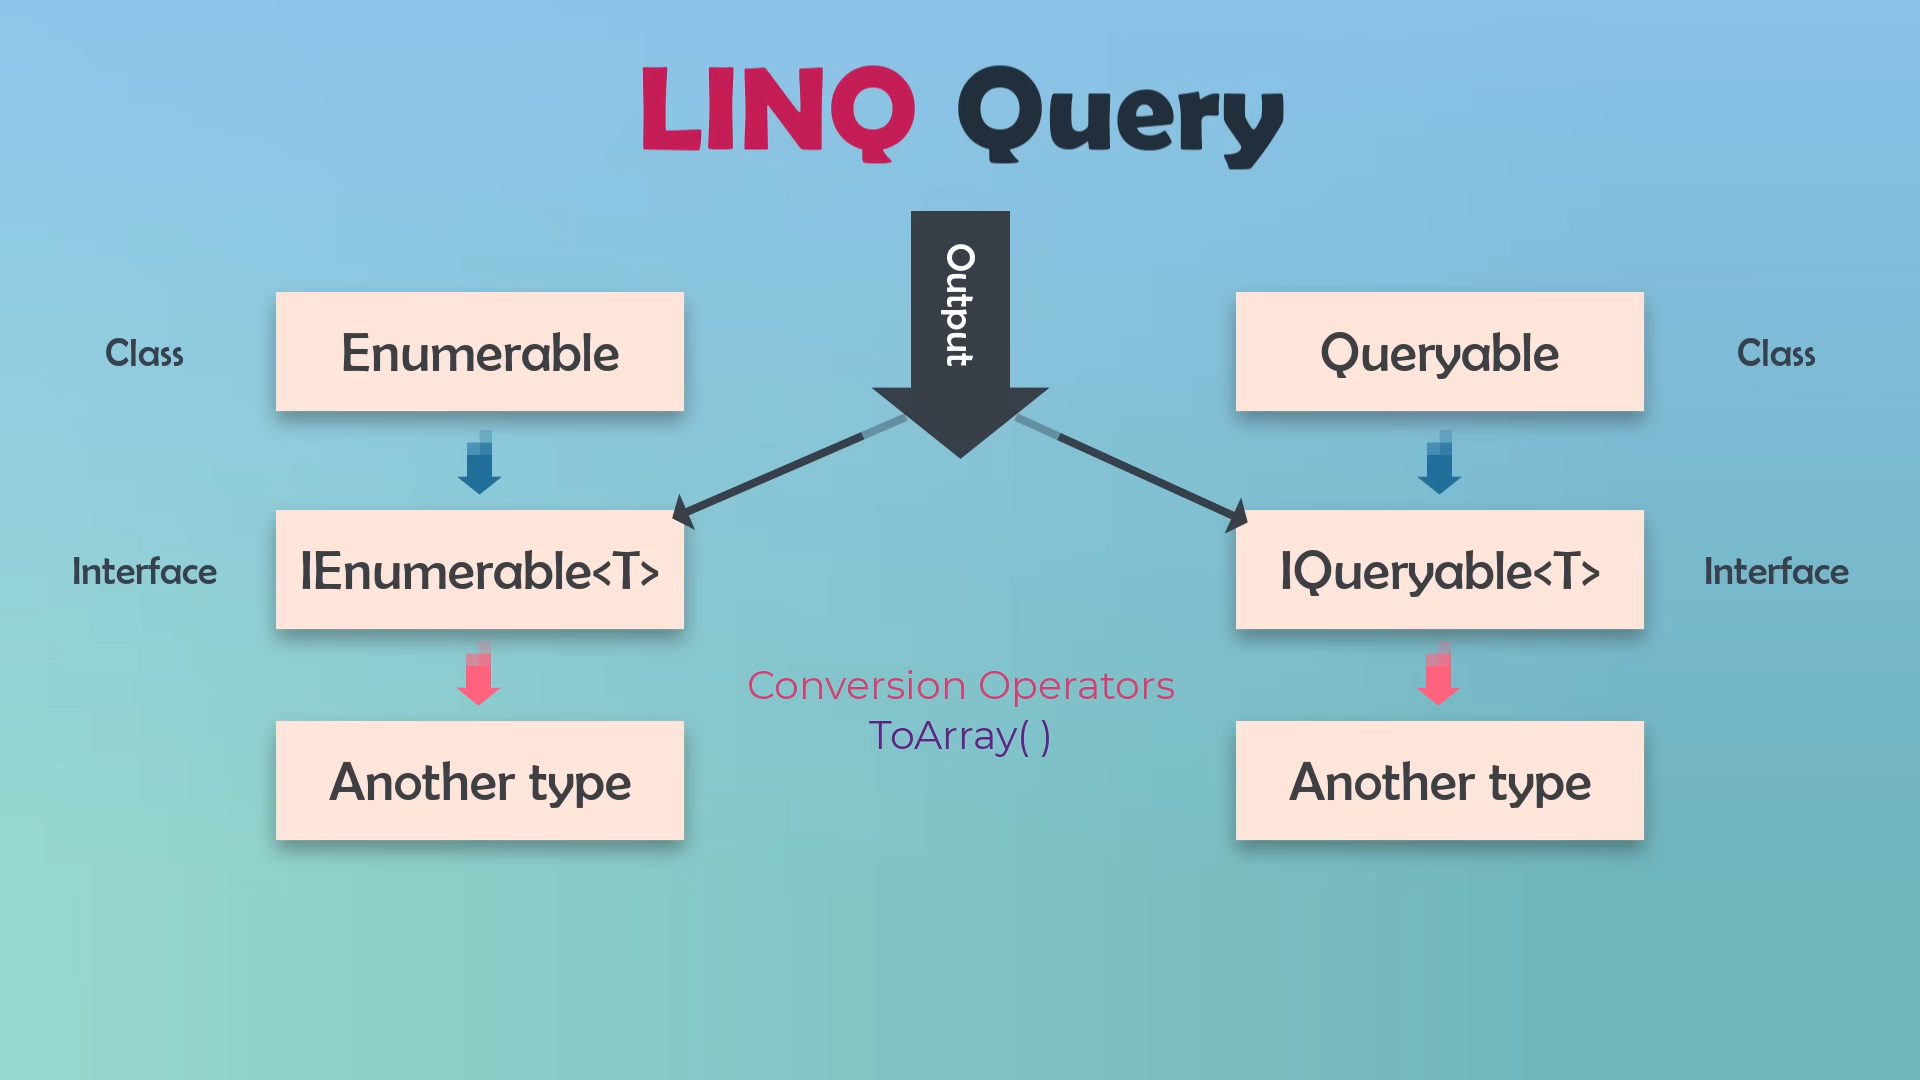 LINQ Query
Output
Class
Enumerable
Queryable
Class
Interface
IEnumerable<T>
IQueryable<T>
Interface
Conversion Operators
ToArray( )
Another type
Another type